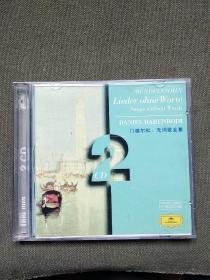 MENDELSSOHN
Lieder ohne Worte
Songs without Words
DANIEL BARENBOIM
门德尔松·无词歌全集
2
CD
2 CD